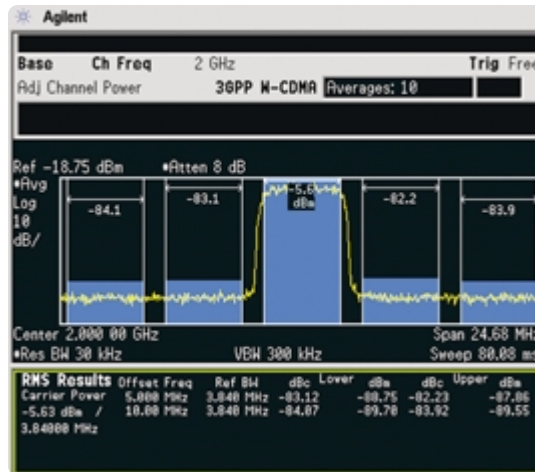 Agilent
Base Ch Freq 2 GHz Trig Free
Adj Channel Power 3GPP W-CDMA Averages: 10
Ref -18.75 dBm •Atten 8 dB
•Avg
Log
10
dB/
-84.1 -83.1 -5.6 dBm -82.2 -83.9
Center 2.000 00 GHz Span 24.68 MHz
•Res BW 30 kHz VBW 300 kHz Sweep 80.08 ms
RMS Results Offset Freq Ref BW dBc Lower dBm dBc Upper dBm
Carrier Power 5.000 MHz 3.840 MHz -83.12 -88.75 -82.23 -87.86
-5.63 dBm / 10.00 MHz 3.840 MHz -84.07 -89.70 -83.92 -89.55
3.84000 MHz